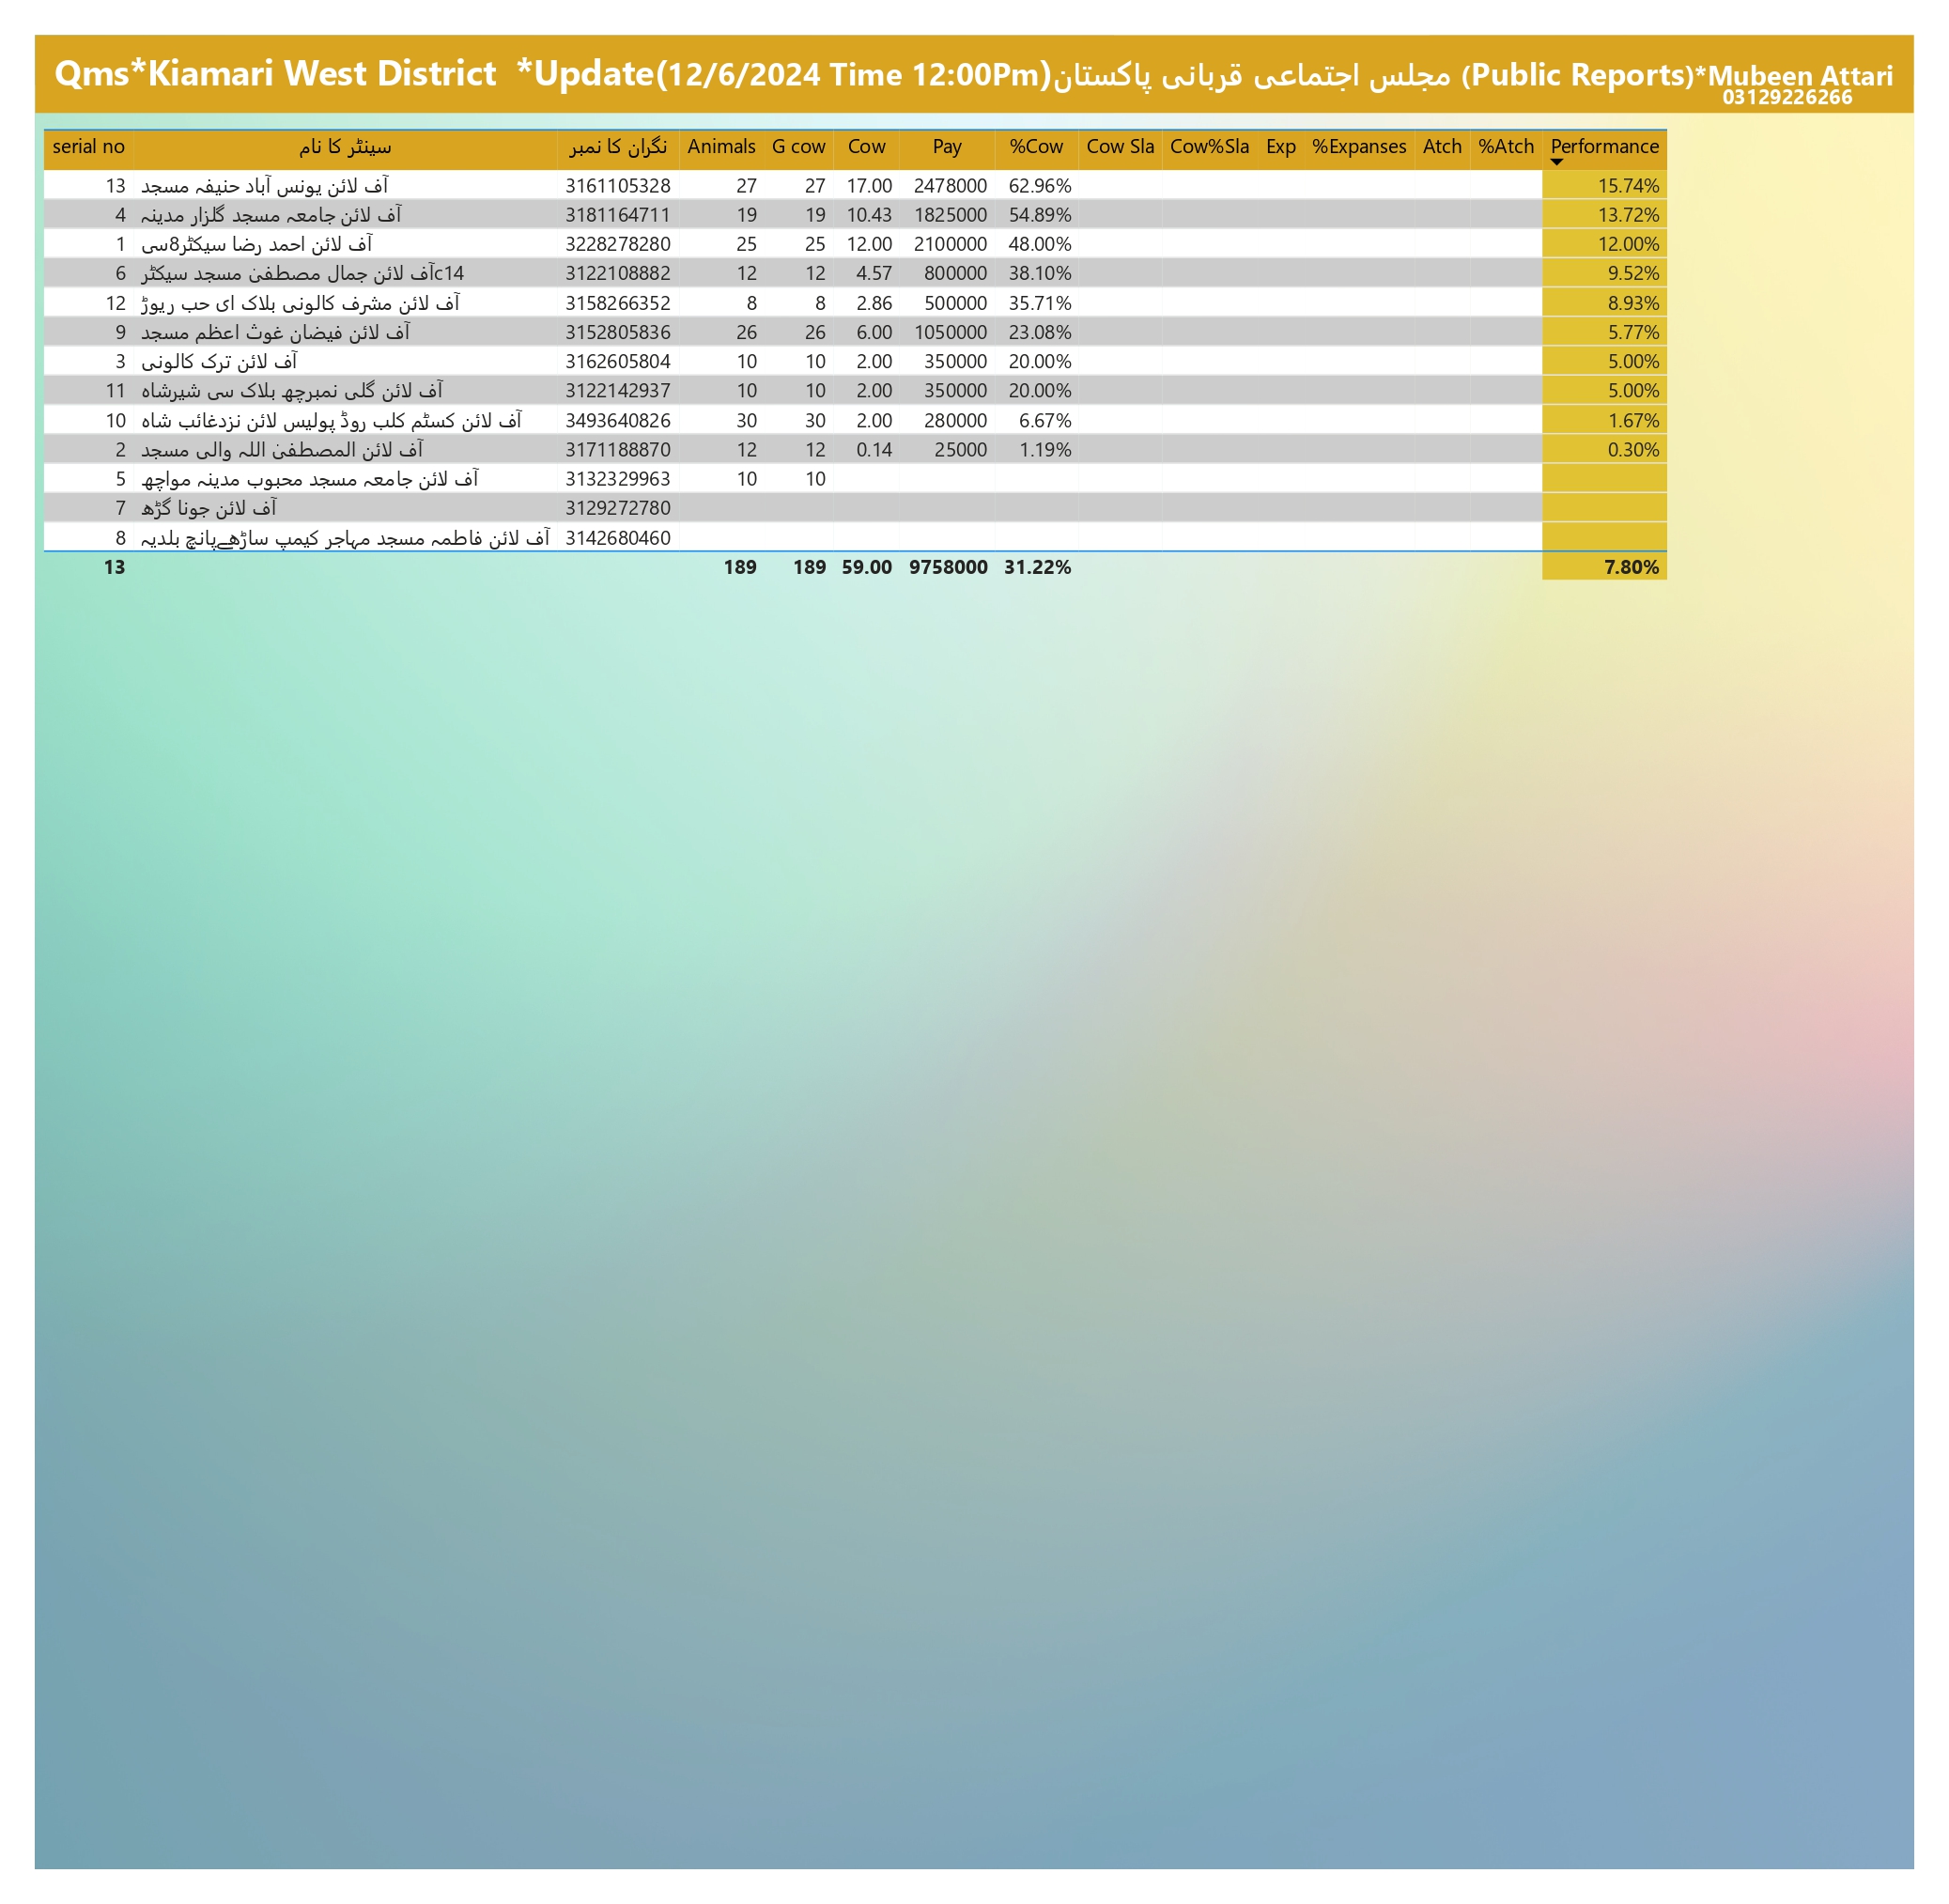 Qms*Kiamari West District *Update(12/6/2024 Time 12:00Pm)مجلس اجتماعی قربانی پاکستان (Public Reports)*Mubeen Attari
03129226266
serial no سینٹر کا نام نگران کا نمبر Animals G cow Cow Pay %Cow Cow Sla Cow%Sla Exp %Expanses Atch %Atch Performance
13 آف لائن یونس آباد حنیفہ مسجد 3161105328 27 27 17.00 2478000 62.96% 15.74%
4 آف لائن جامعہ مسجد گلزار مدینہ 3181164711 19 19 10.43 1825000 54.89% 13.72%
1 آف لائن احمد رضا سیکٹر8سی 3228278280 25 25 12.00 2100000 48.00% 12.00%
6 آف لائن جمال مصطفیٰ مسجد سیکٹرc14 3122108882 12 12 4.57 800000 38.10% 9.52%
12 آف لائن مشرف کالونی بلاک ای حب ریوڑ 3158266352 8 8 2.86 500000 35.71% 8.93%
9 آف لائن فیضان غوث اعظم مسجد 3152805836 26 26 6.00 1050000 23.08% 5.77%
3 آف لائن ترک کالونی 3162605804 10 10 2.00 350000 20.00% 5.00%
11 آف لائن گلی نمبرچھ بلاک سی شیرشاہ 3122142937 10 10 2.00 350000 20.00% 5.00%
10 آف لائن کسٹم کلب روڈ پولیس لائن نزدغائب شاہ 3493640826 30 30 2.00 280000 6.67% 1.67%
2 آف لائن المصطفیٰ اللہ والی مسجد 3171188870 12 12 0.14 25000 1.19% 0.30%
5 آف لائن جامعہ مسجد محبوب مدینہ مواچھ 3132329963 10 10
7 آف لائن جونا گڑھ 3129272780
8 آف لائن فاطمہ مسجد مہاجر کیمپ ساڑھےپانچ بلدیہ 3142680460
13 189 189 59.00 9758000 31.22% 7.80%